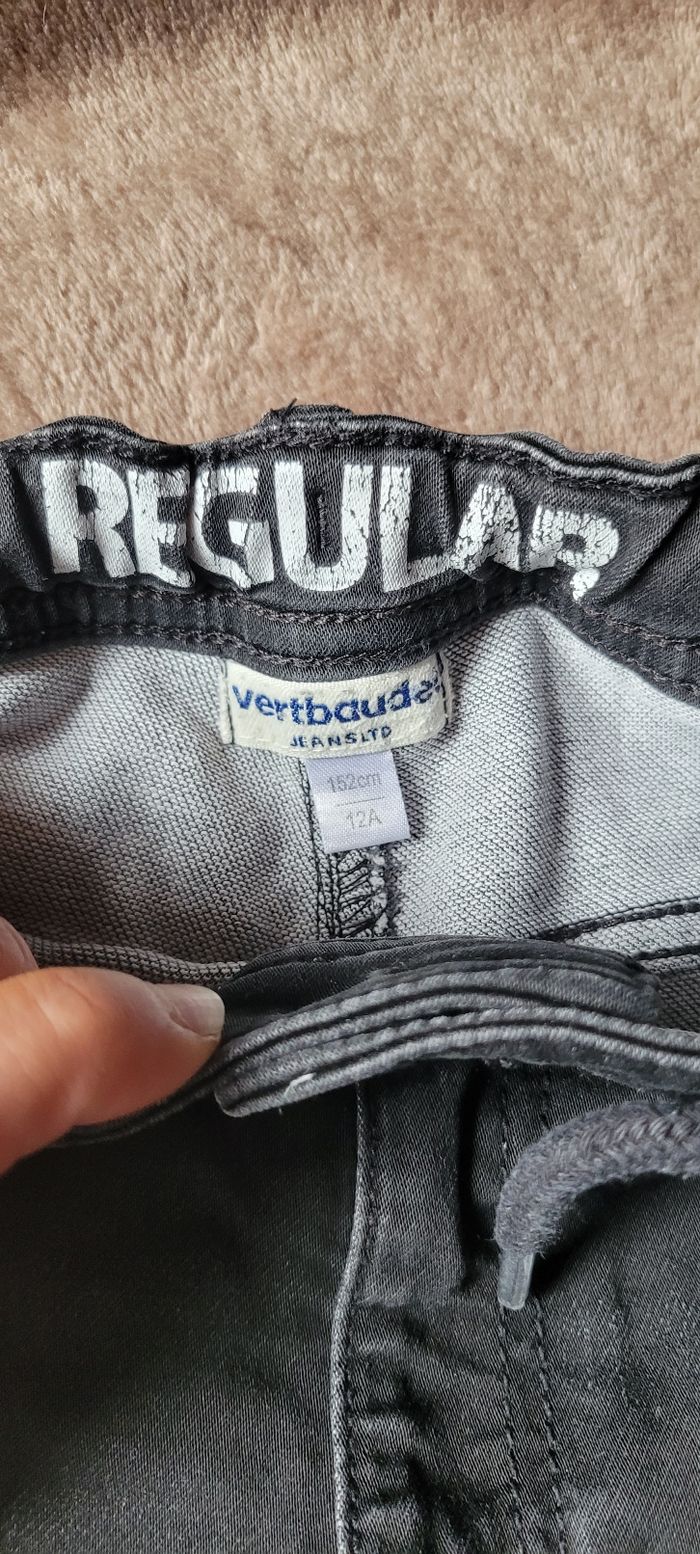 REGULAR
vertbaudet
JEANS LTD
152cm
12A